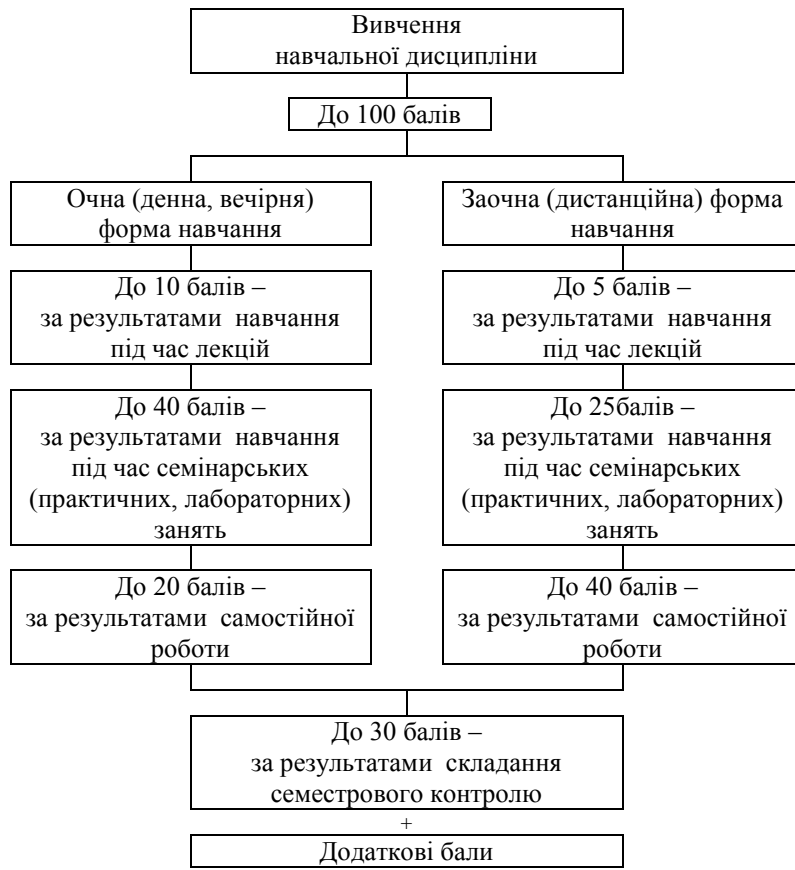 Вивчення
навчальної дисципліни
До 100 балів
Очна (денна, вечірня)
форма навчання
До 10 балів –
за результатами навчання
під час лекцій
До 40 балів –
за результатами навчання
під час семінарських
(практичних, лабораторних)
занять
До 20 балів –
за результатами самостійної
роботи
Заочна (дистанційна) форма
навчання
До 5 балів –
за результатами навчання
під час лекцій
До 25балів –
за результатами навчання
під час семінарських
(практичних, лабораторних)
занять
До 40 балів –
за результатами самостійної
роботи
До 30 балів –
за результатами складання
семестрового контролю
+
Додаткові бали